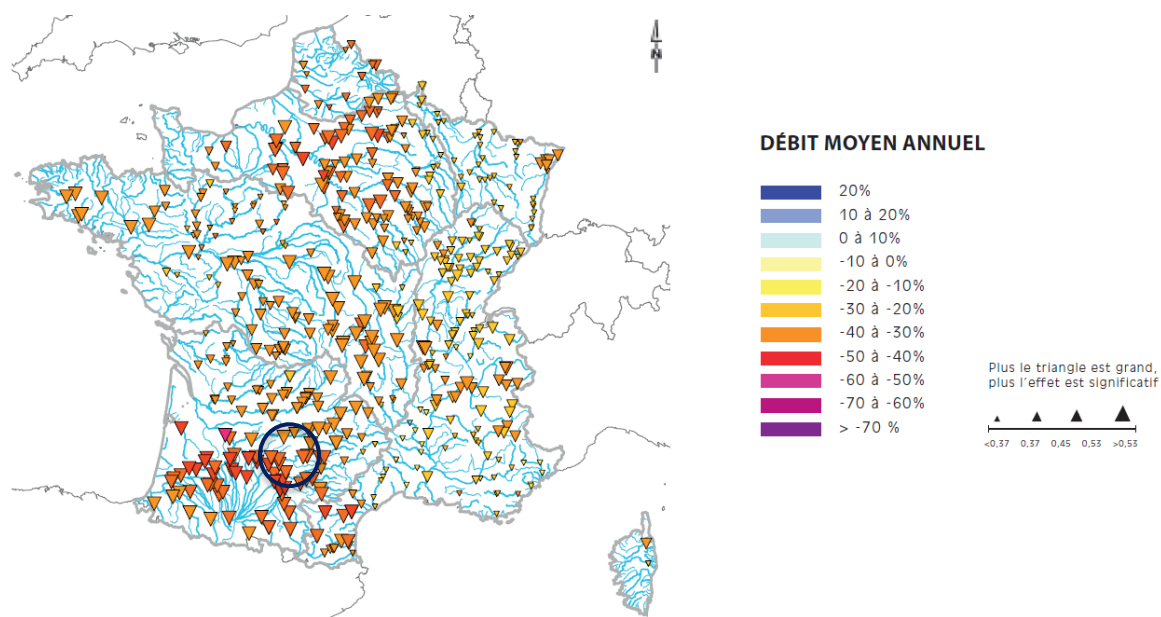 N
DÉBIT MOYEN ANNUEL
20%
10 à 20%
0 à 10%
-10 à 0%
-20 à -10%
-30 à -20%
-40 à -30%
-50 à -40%
-60 à -50%
-70 à -60%
> -70 %
Plus le triangle est grand,
plus l'effet est significatif
<0,37 0,37 0,45 0,53 >0,53